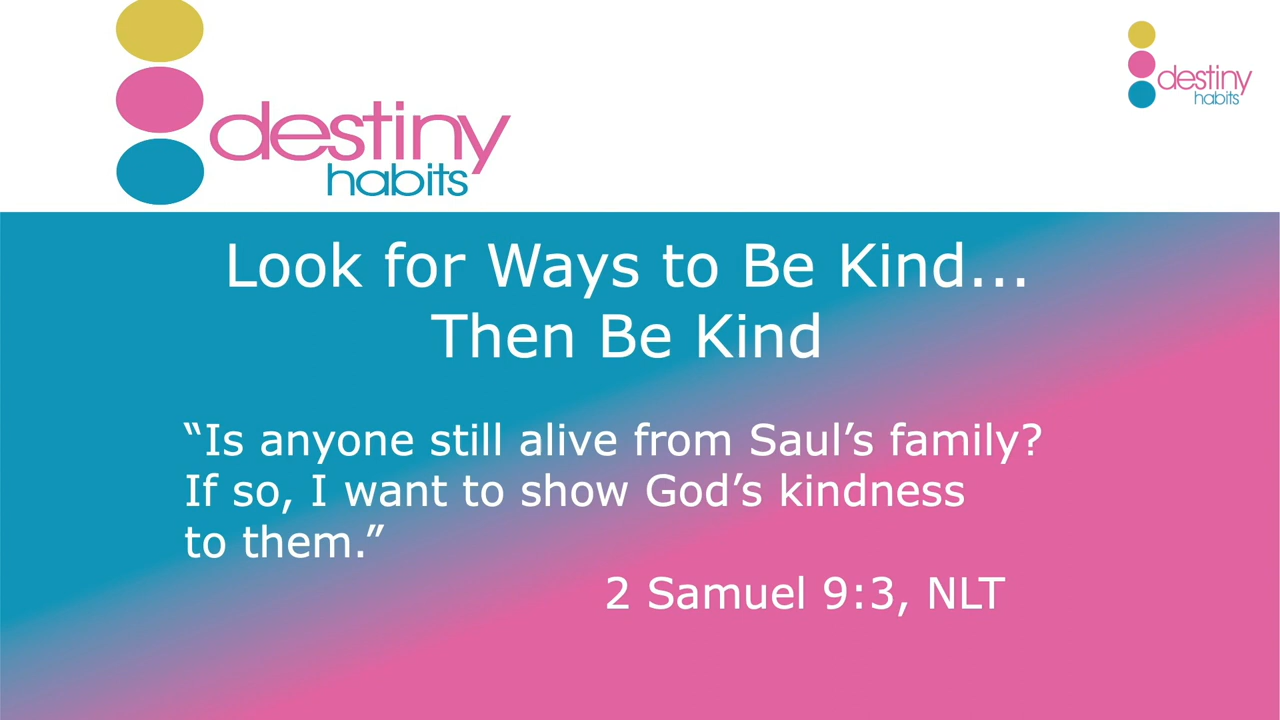 destiny
habits
destiny
habits
Look for Ways to Be Kind...
Then Be Kind
“Is anyone still alive from Saul’s family?
If so, I want to show God’s kindness
to them.”
2 Samuel 9:3, NLT